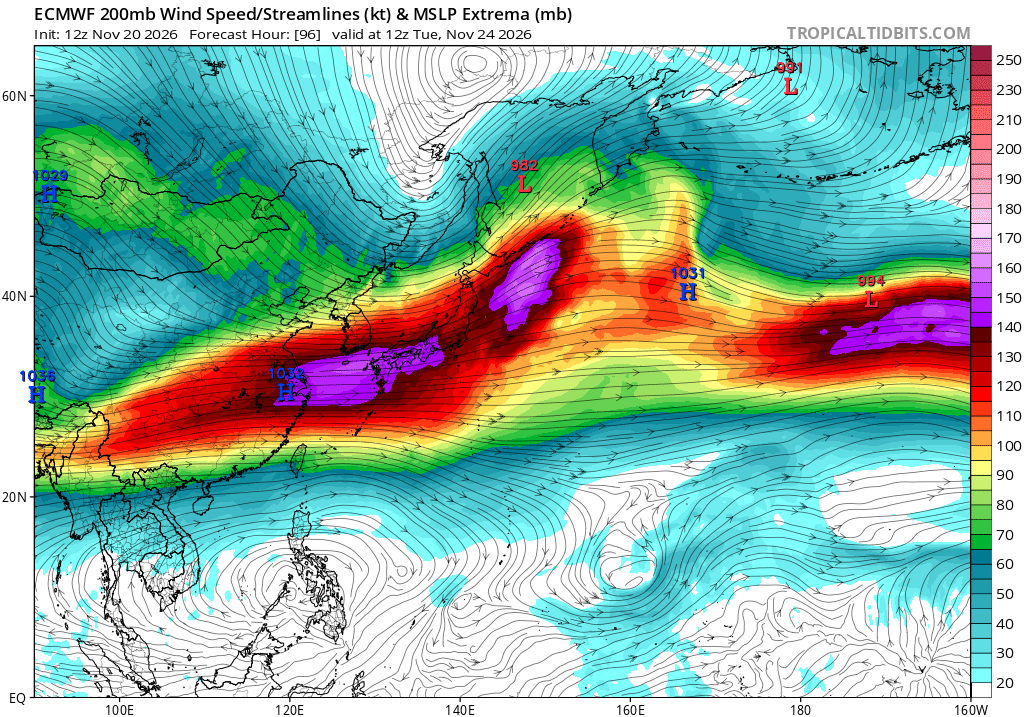 ECMWF 200mb Wind Speed/Streamlines (kt) & MSLP Extrema (mb)
Init: 12z Nov 20 2026 Forecast Hour: [96] valid at 12z Tue, Nov 24 2026
TROPICALTIDBITS.COM
991
L
60N
982
L
1029
H
1031
H
994
L
40N
1036
H
1032
H
20N
10N
EQ
100E
120E
140E
160E
180
160W
250
230
220
210
200
190
180
170
160
150
140
130
120
110
100
90
80
70
60
50
40
30
20